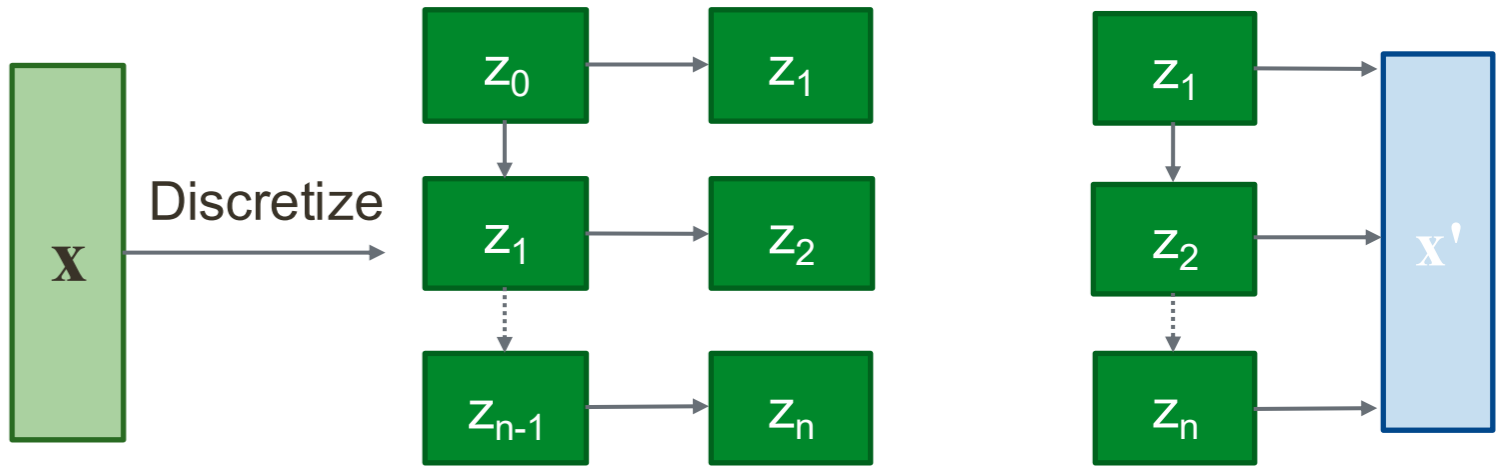 x
Discretize
z₀
z₁
z₁
z₂
zₙ₋₁
zₙ
z₁
z₂
zₙ
x'